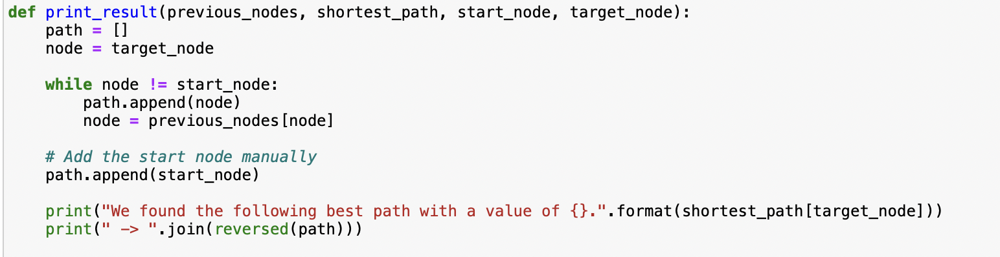 def print_result(previous_nodes, shortest_path, start_node, target_node):
    path = []
    node = target_node

    while node != start_node:
        path.append(node)
        node = previous_nodes[node]

    # Add the start node manually
    path.append(start_node)

    print("We found the following best path with a value of {}.".format(shortest_path[target_node]))
    print(" -> ".join(reversed(path)))